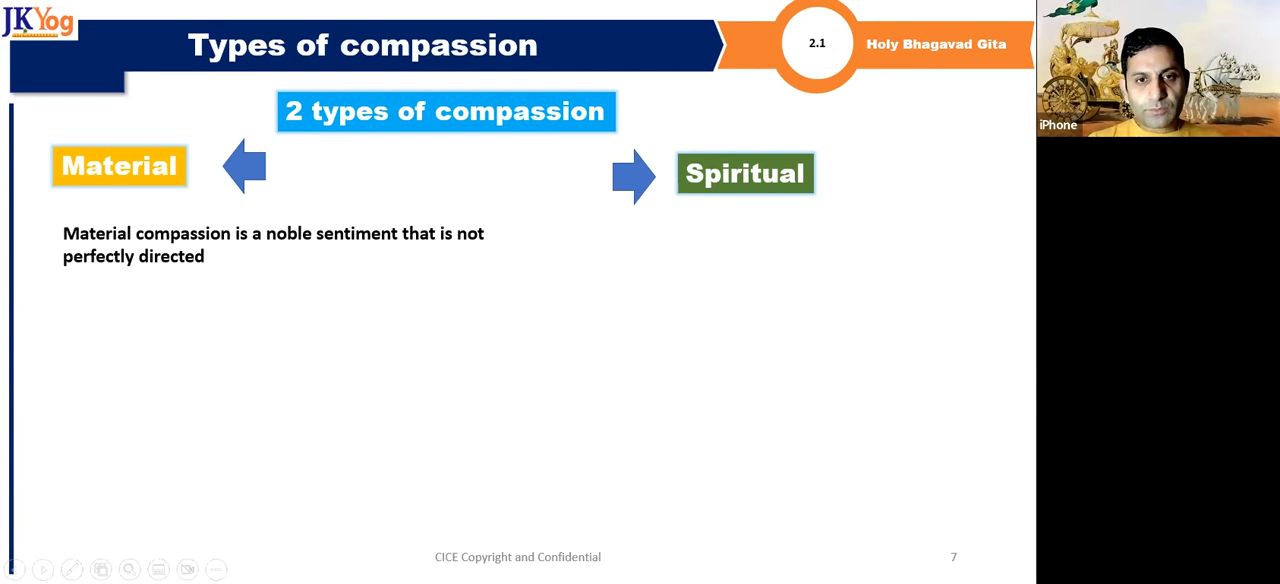 JKYog
Types of compassion
2.1
Holy Bhagavad Gita
iPhone
2 types of compassion
Material
Spiritual
Material compassion is a noble sentiment that is not
perfectly directed
CICE Copyright and Confidential
7